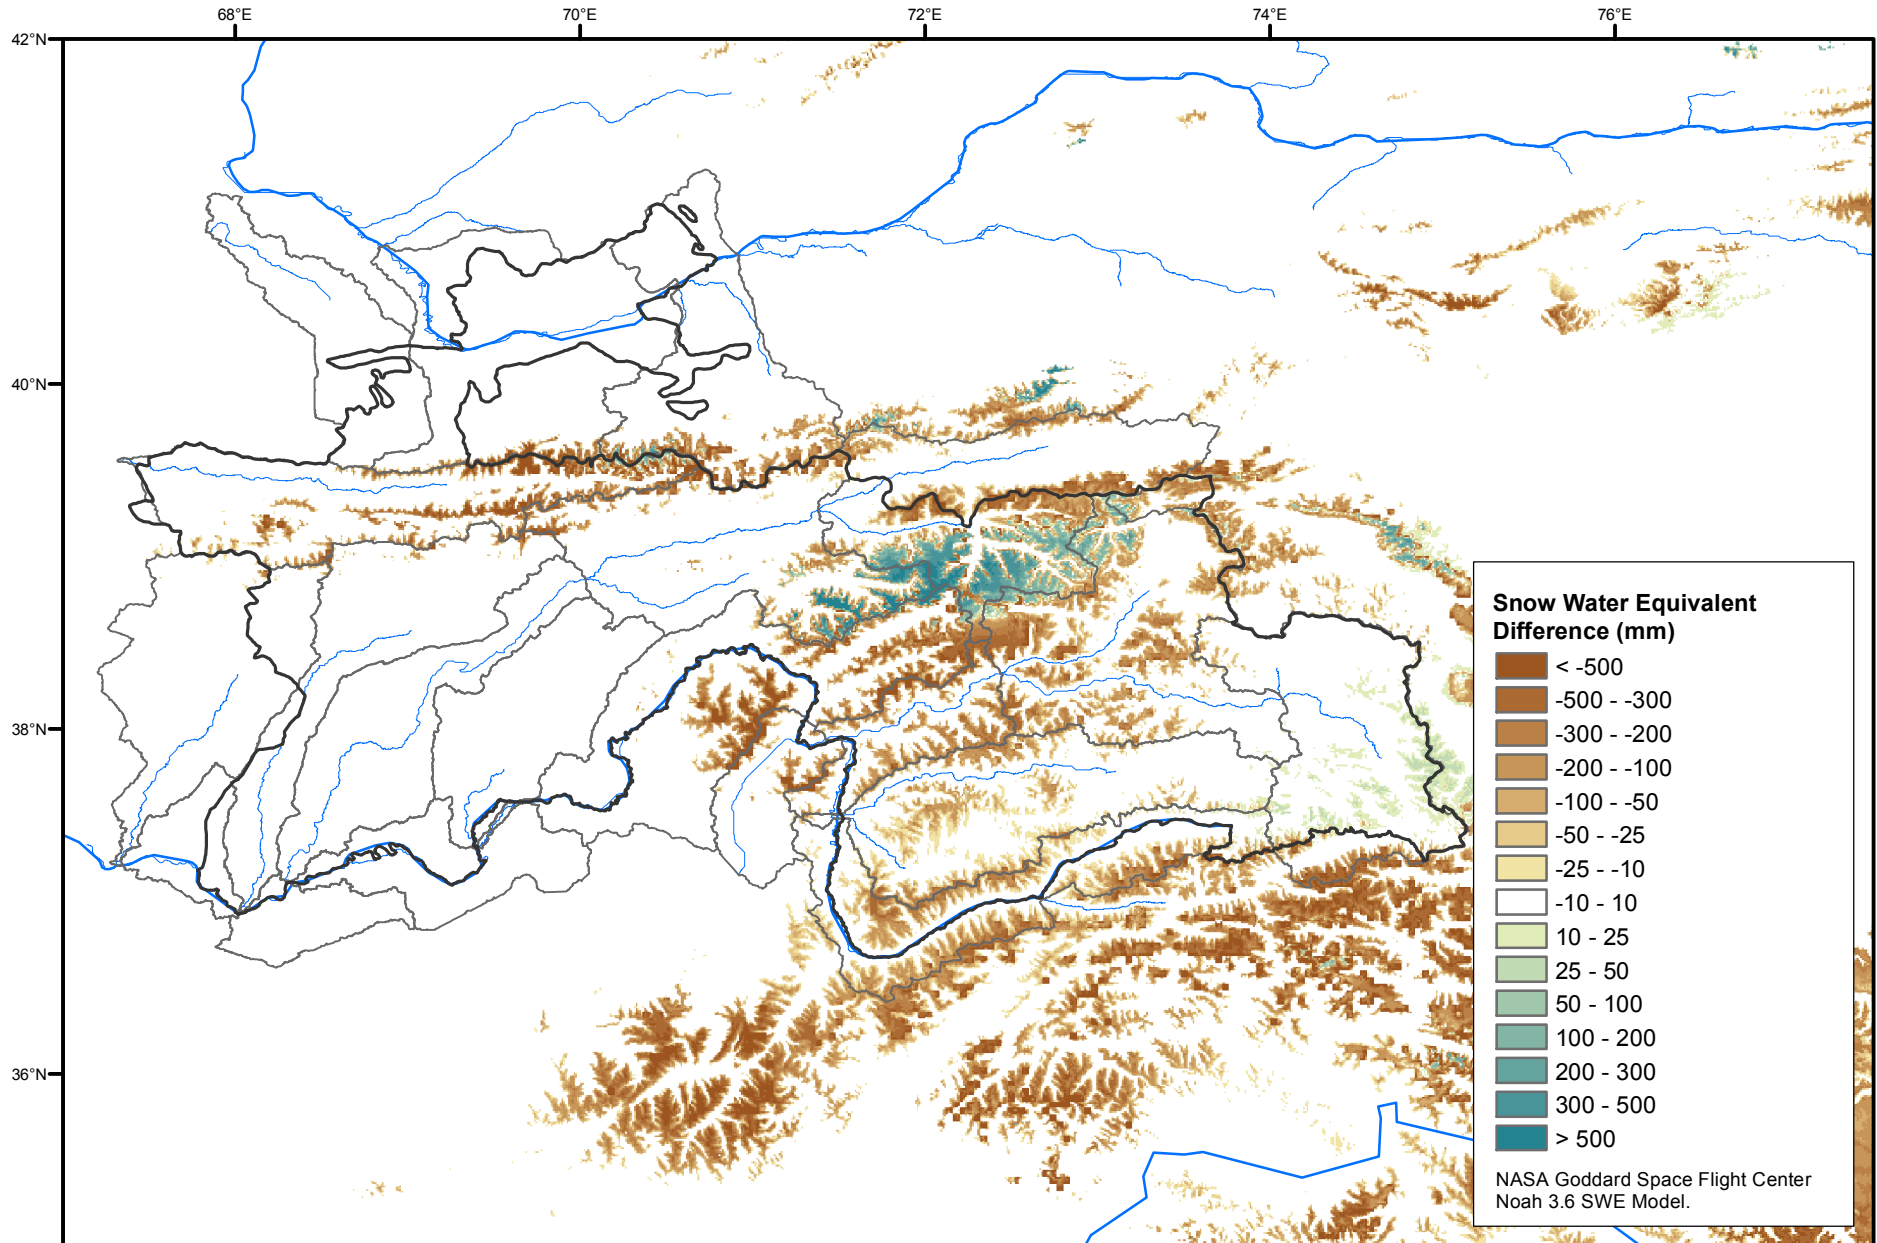 68°E
70°E
72°E
74°E
76°E
42°N
40°N
38°N
36°N
Snow Water Equivalent
Difference (mm)
< -500
-500 - -300
-300 - -200
-200 - -100
-100 - -50
-50 - -25
-25 - -10
-10 - 10
10 - 25
25 - 50
50 - 100
100 - 200
200 - 300
300 - 500
> 500
NASA Goddard Space Flight Center
Noah 3.6 SWE Model.